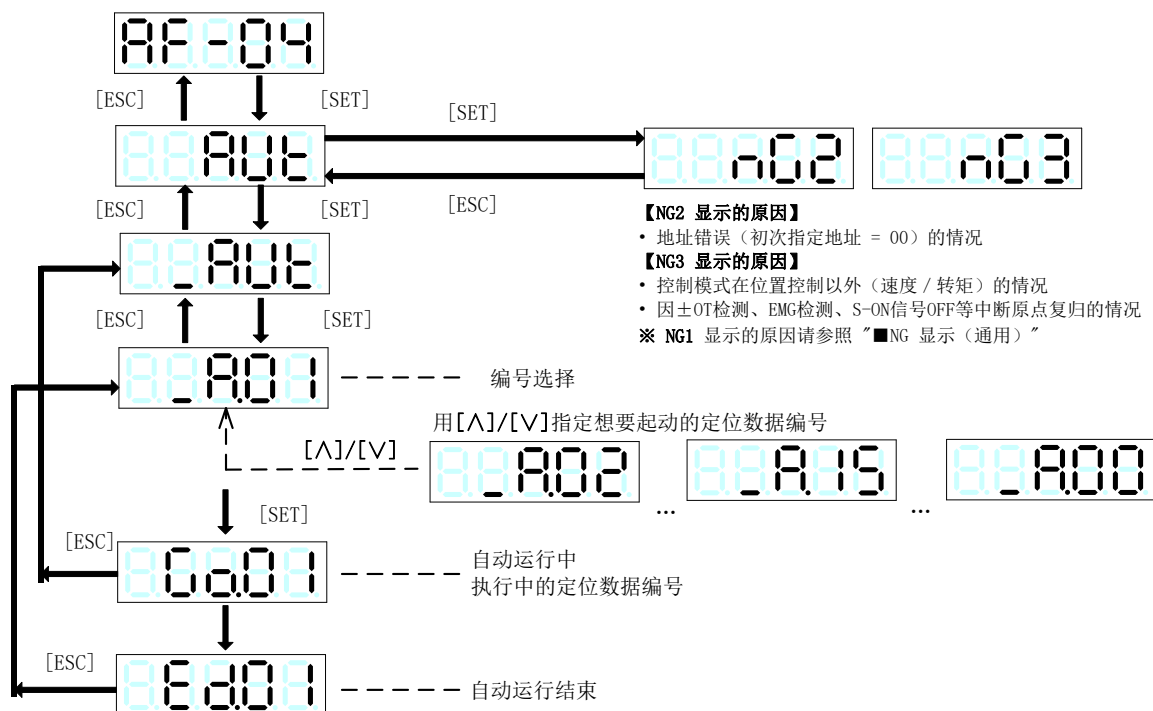 AF-04
[ESC]
[SET]
[SET]
AUt
nG2
nG3
[ESC]
[SET]
[ESC]
【NG2 显示的原因】
• 地址错误（初次指定地址 = 00）的情况
【NG3 显示的原因】
• 控制模式在位置控制以外（速度／转矩）的情况
• 因±OT检测、EMG检测、S-ON信号OFF等中断原点复归的情况
※ NG1 显示的原因请参照 "■NG 显示（通用）"
_AUt
[ESC]
[SET]
_A.01
编号选择
用[∧]/[∨]指定想要起动的定位数据编号
[∧]/[∨]
_A.02
...
_A.15
...
_A.00
[SET]
[ESC]
Go.01
自动运行中
执行中的定位数据编号
[ESC]
Ed.01
自动运行结束